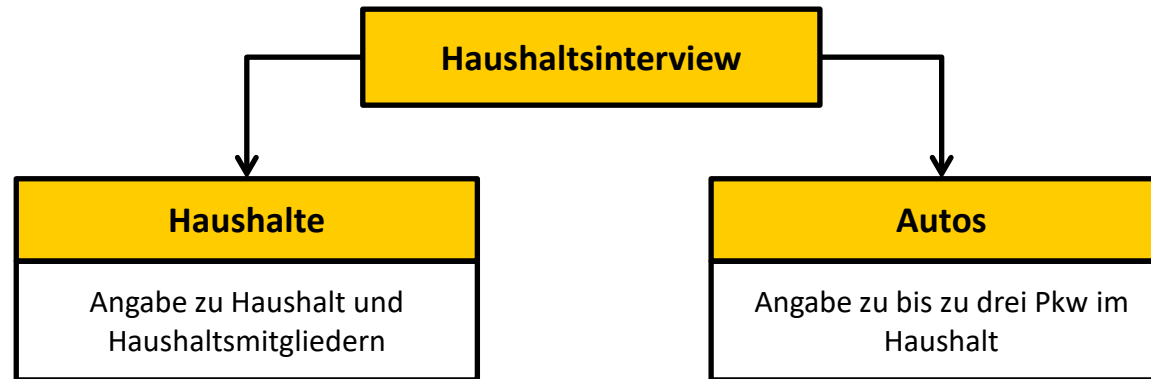 Haushaltsinterview
Haushalte
Angabe zu Haushalt und
Haushaltsmitgliedern
Autos
Angabe zu bis zu drei Pkw im
Haushalt